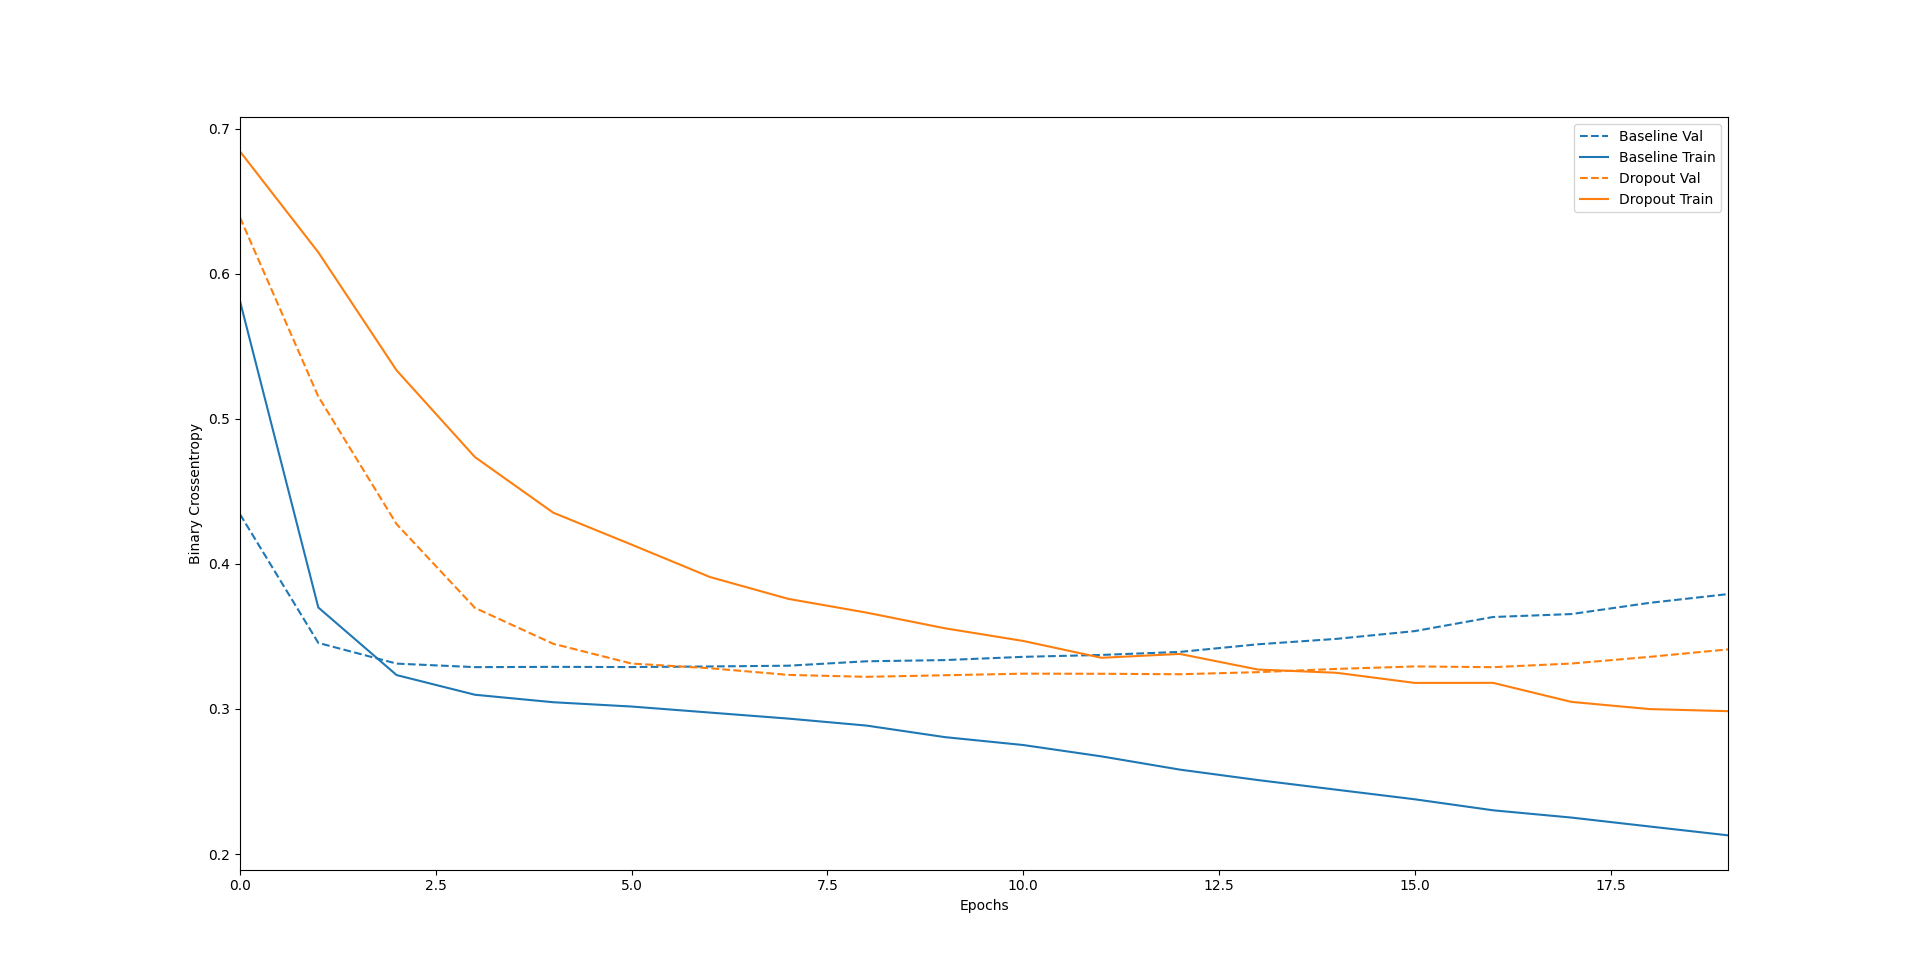 0.7
0.6
0.5
0.4
0.3
0.2
Binary Crossentropy
Baseline Val
Baseline Train
Dropout Val
Dropout Train
0.0 2.5 5.0 7.5 10.0 12.5 15.0 17.5
Epochs